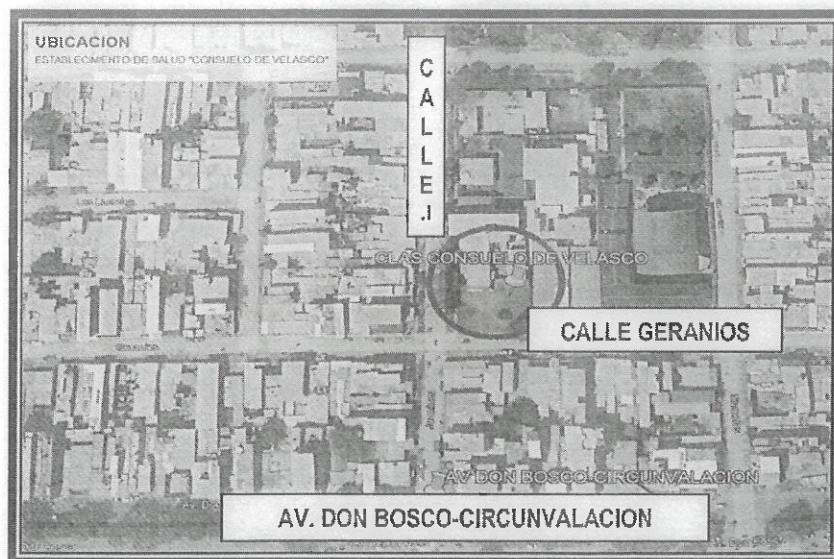 UBICACION
ESTABLECIMIENTO DE SALUD "CONSUELO DE VELASCO"
CALLE J
CLAS CONSUELO DE VELASCO
CALLE GERANIOS
AV DON BOSCO-CIRCUNVALACION
AV. DON BOSCO-CIRCUNVALACION